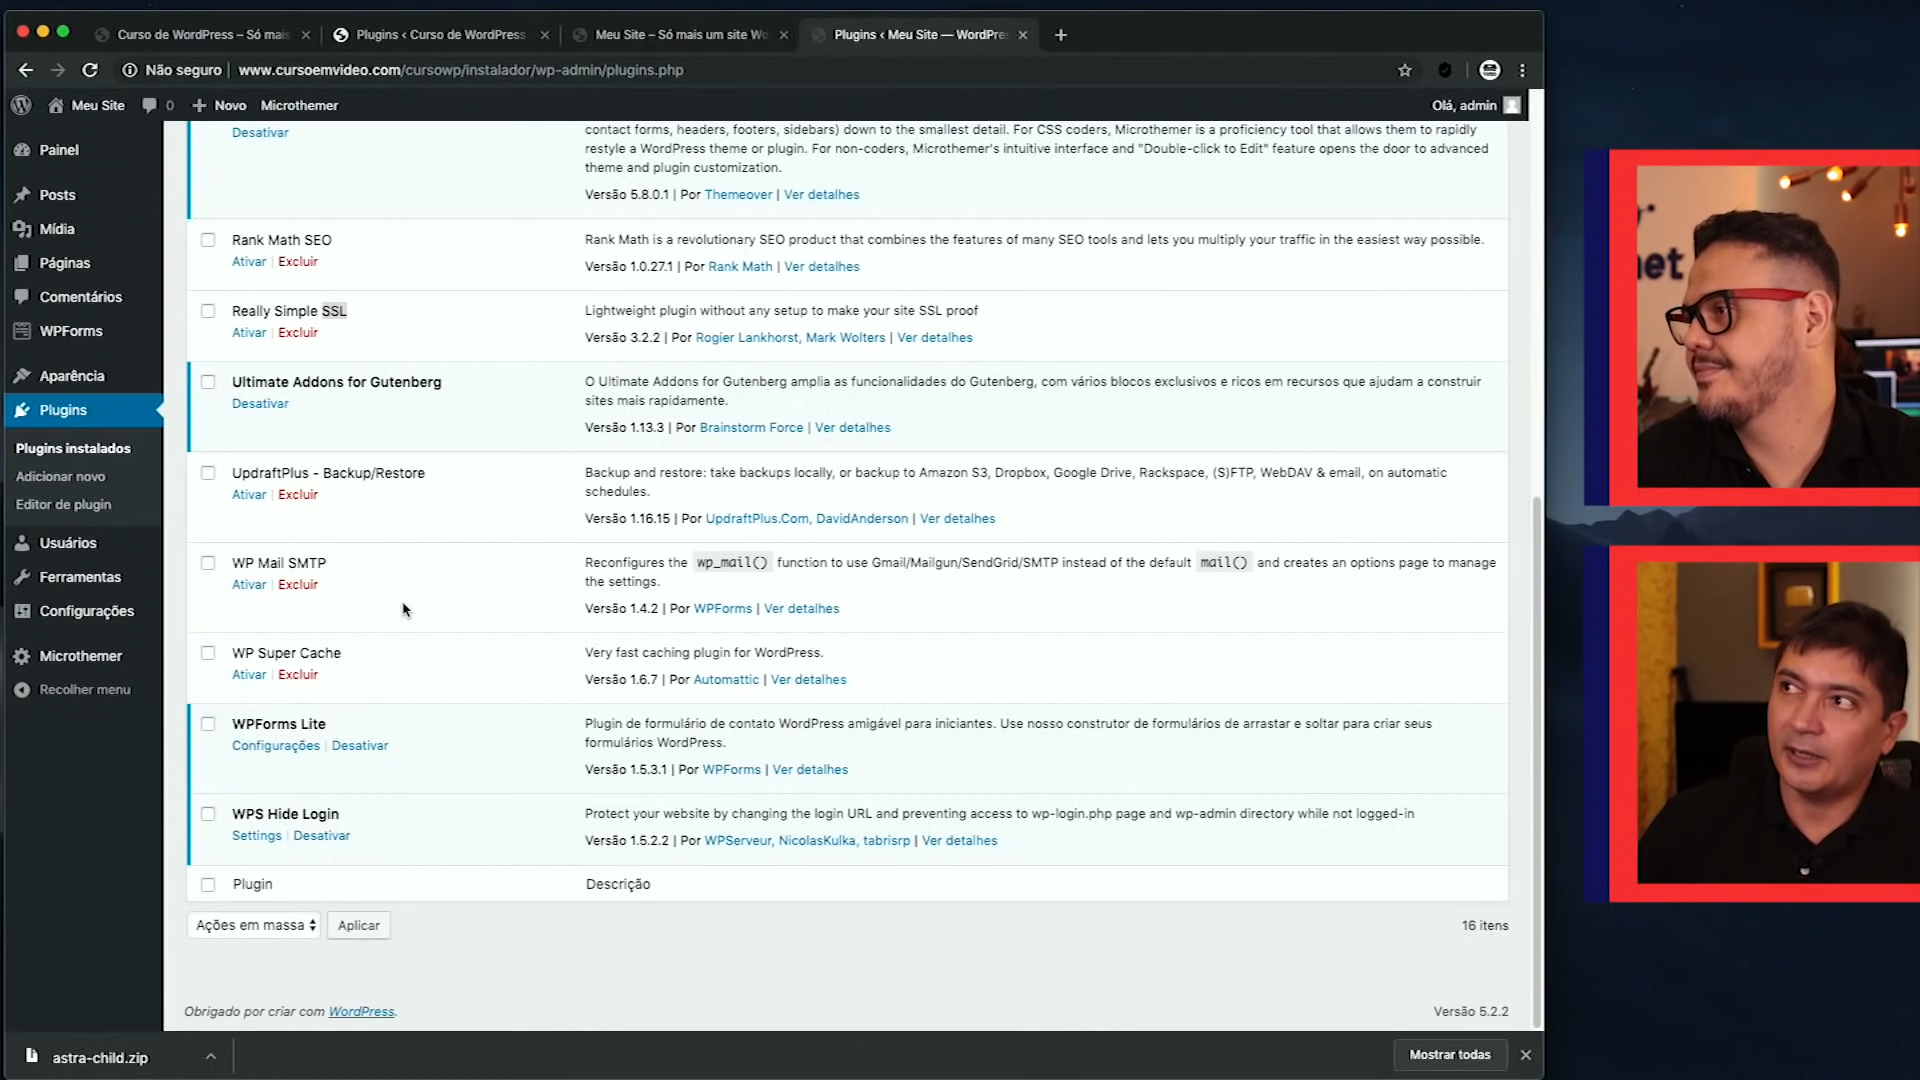 Curso de WordPress – Só mais
Plugins < Curso de WordPress
Meu Site – Só mais um site Wo
Plugins < Meu Site — WordPre
Não seguro
www.cursoemvideo.com/cursowp/instalador/wp-admin/plugins.php
Meu Site
0
Novo
Microthemer
Olá, admin
Painel
Posts
Mídia
Páginas
Comentários
WPForms
Aparência
Plugins
Plugins instalados
Adicionar novo
Editor de plugin
Usuários
Ferramentas
Configurações
Microthemer
Recolher menu
Desativar
contact forms, headers, footers, sidebars) down to the smallest detail. For CSS coders, Microthemer is a proficiency tool that allows them to rapidly
restyle a WordPress theme or plugin. For non-coders, Microthemer's intuitive interface and "Double-click to Edit" feature opens the door to advanced
theme and plugin customization.
Versão 5.8.0.1 | Por Themeover | Ver detalhes
Rank Math SEO
Ativar | Excluir
Rank Math is a revolutionary SEO product that combines the features of many SEO tools and lets you multiply your traffic in the easiest way possible.
Versão 1.0.27.1 | Por Rank Math | Ver detalhes
Really Simple SSL
Ativar | Excluir
Lightweight plugin without any setup to make your site SSL proof
Versão 3.2.2 | Por Rogier Lankhorst, Mark Wolters | Ver detalhes
Ultimate Addons for Gutenberg
Desativar
O Ultimate Addons for Gutenberg amplia as funcionalidades do Gutenberg, com vários blocos exclusivos e ricos em recursos que ajudam a construir
sites mais rapidamente.
Versão 1.13.3 | Por Brainstorm Force | Ver detalhes
UpdraftPlus - Backup/Restore
Ativar | Excluir
Backup and restore: take backups locally, or backup to Amazon S3, Dropbox, Google Drive, Rackspace, (S)FTP, WebDAV & email, on automatic
schedules.
Versão 1.16.15 | Por UpdraftPlus.Com, DavidAnderson | Ver detalhes
WP Mail SMTP
Ativar | Excluir
Reconfigures the wp_mail() function to use Gmail/Mailgun/SendGrid/SMTP instead of the default mail() and creates an options page to manage
the settings.
Versão 1.4.2 | Por WPForms | Ver detalhes
WP Super Cache
Ativar | Excluir
Very fast caching plugin for WordPress.
Versão 1.6.7 | Por Automattic | Ver detalhes
WPForms Lite
Configurações | Desativar
Plugin de formulário de contato WordPress amigável para iniciantes. Use nosso construtor de formulários de arrastar e soltar para criar seus
formulários WordPress.
Versão 1.5.3.1 | Por WPForms | Ver detalhes
WPS Hide Login
Settings | Desativar
Protect your website by changing the login URL and preventing access to wp-login.php page and wp-admin directory while not logged-in
Versão 1.5.2.2 | Por WPServeur, NicolasKulka, tabrisrp | Ver detalhes
Plugin
Descrição
Ações em massa
Aplicar
16 itens
Obrigado por criar com WordPress.
Versão 5.2.2
astra-child.zip
Mostrar todas
net